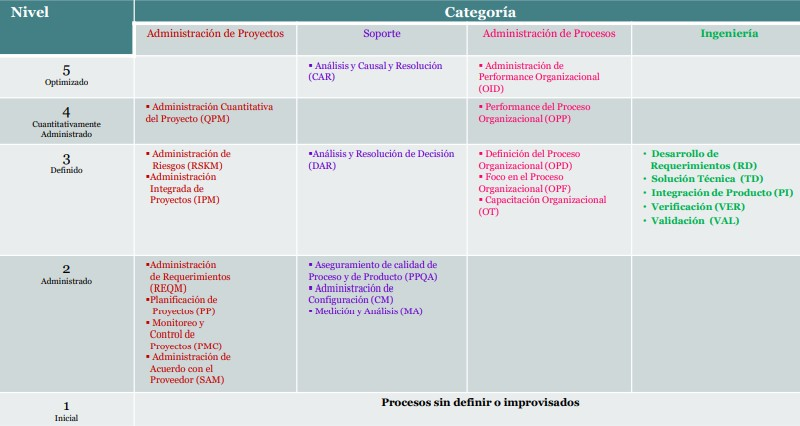 Nivel
Categoría
Administración de Proyectos
Soporte
Administración de Procesos
Ingeniería
5
Optimizado
▪ Análisis y Causal y Resolución
(CAR)
▪ Administración de
Performance Organizacional
(OID)
4
Cuantitativamente
Administrado
▪ Administración Cuantitativa
del Proyecto (QPM)
▪ Performance del Proceso
Organizacional (OPP)
3
Definido
▪ Administración de
Riesgos (RSKM)
▪Administración
Integrada de
Proyectos (IPM)
▪Análisis y Resolución de Decisión
(DAR)
▪ Definición del Proceso
Organizacional (OPD)
▪ Foco en el Proceso
Organizacional (OPF)
▪ Capacitación Organizacional
(OT)
• Desarrollo de
Requerimientos (RD)
• Solución Técnica (TD)
• Integración de Producto (PI)
• Verificación (VER)
• Validación (VAL)
2
Administrado
▪Administración
de Requerimientos
(REQM)
▪Planificación de
Proyectos (PP)
▪ Monitoreo y
Control de
Proyectos (PMC)
▪ Administración de
Acuerdo con el
Proveedor (SAM)
▪ Aseguramiento de calidad de
Proceso y de Producto (PPQA)
▪ Administración de
Configuración (CM)
▪ Medición y Análisis (MA)
1
Inicial
Procesos sin definir o improvisados